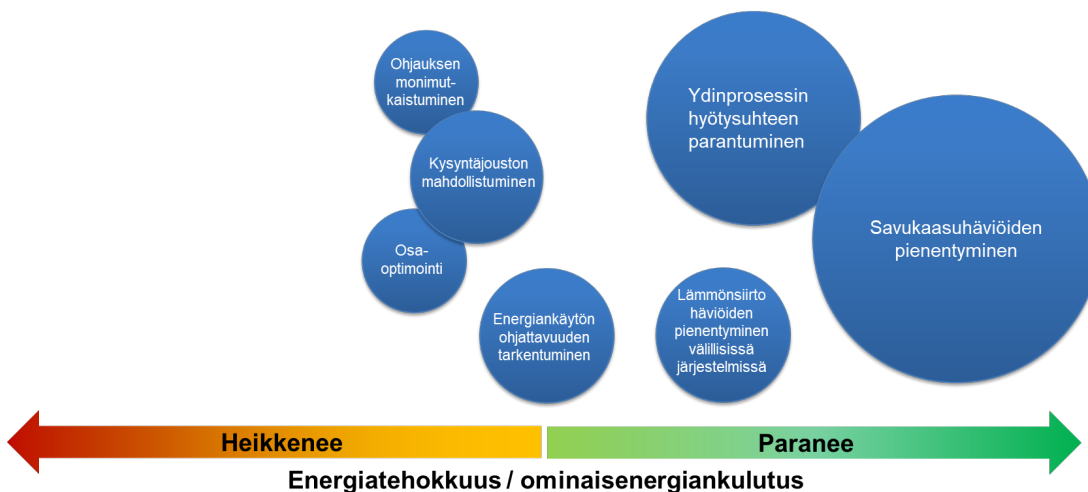 Ohjauksen
monimut-
kaistuminen
Kysyntäjouston
mahdollistuminen
Osa-
optimointi
Energiankäytön
ohjattavuuden
tarkentuminen
Ydinprosessin
hyötysuhteen
parantuminen
Lämmönsiirto
häviöiden
pienentyminen
välillisissä
järjestelmissä
Savukaasuhäviöiden
pienentyminen
Heikkenee
Paranee
Energiatehokkuus / ominaisenergiankulutus